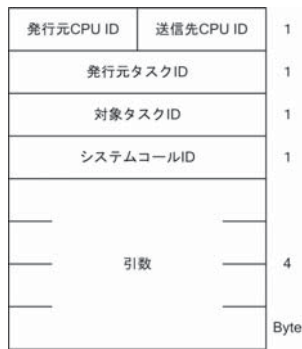 発行元CPU ID 送信先CPU ID 1
発行元タスクID 1
対象タスクID 1
システムコールID 1
引数 4
Byte